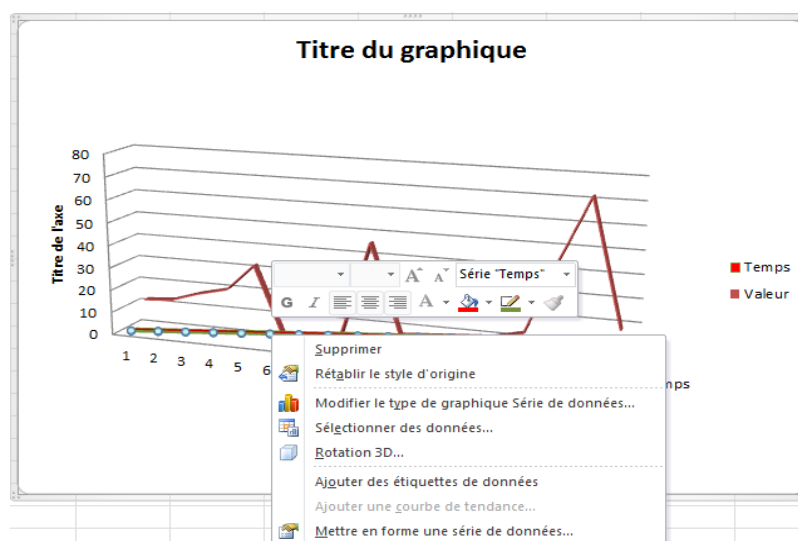 Titre du graphique
Titre de l'axe
80
70
60
50
40
30
20
10
0
1 2 3 4 5 6
Temps
Valeur
Série "Temps"
A A
G I A
Supprimer
Rétablir le style d'origine
Modifier le type de graphique Série de données...
Sélectionner des données...
Rotation 3D...
Ajouter des étiquettes de données
Ajouter une courbe de tendance...
Mettre en forme une série de données...
mps